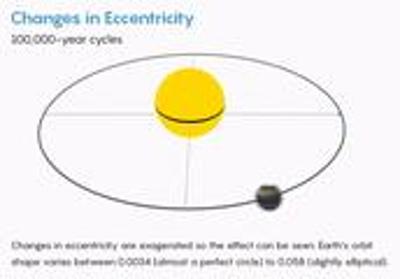 Changes in Eccentricity
100,000-year cycles
Changes in eccentricity are exagerated so the effect can be seen. Earth's orbit
shape varies between 0.0034 (almost a perfect circle) to 0.058 (slightly elliptical).